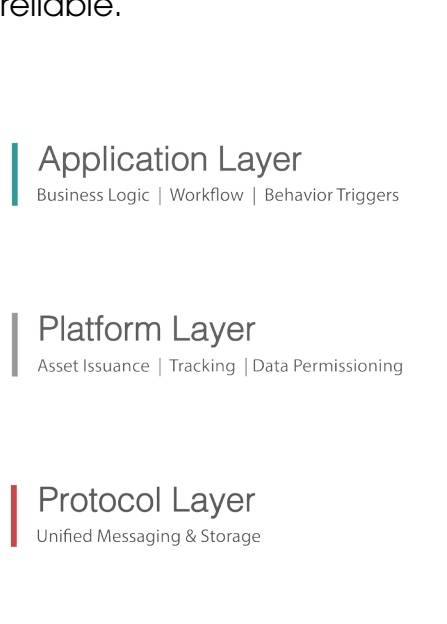 reliable.
Application Layer
Business Logic | Workflow | Behavior Triggers
Platform Layer
Asset Issuance | Tracking | Data Permissioning
Protocol Layer
Unified Messaging & Storage